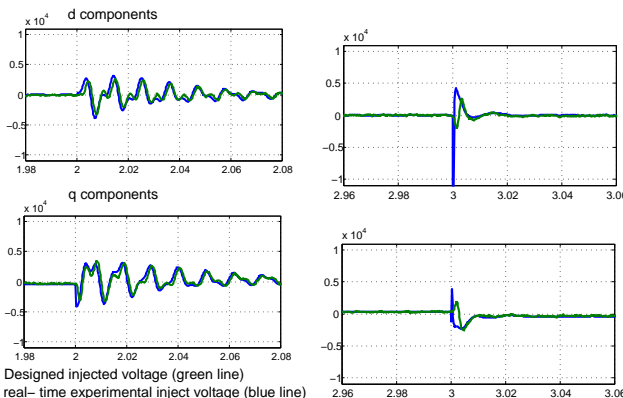 d components
x 10^4
1
0.5
0
−0.5
−1
1.98 2 2.02 2.04 2.06 2.08
x 10^4
1
0.5
0
−0.5
−1
2.96 2.98 3 3.02 3.04 3.06
q components
x 10^4
1
0.5
0
−0.5
−1
1.98 2 2.02 2.04 2.06 2.08
x 10^4
1
0.5
0
−0.5
−1
2.96 2.98 3 3.02 3.04 3.06
Designed injected voltage (green line)
real− time experimental inject voltage (blue line)